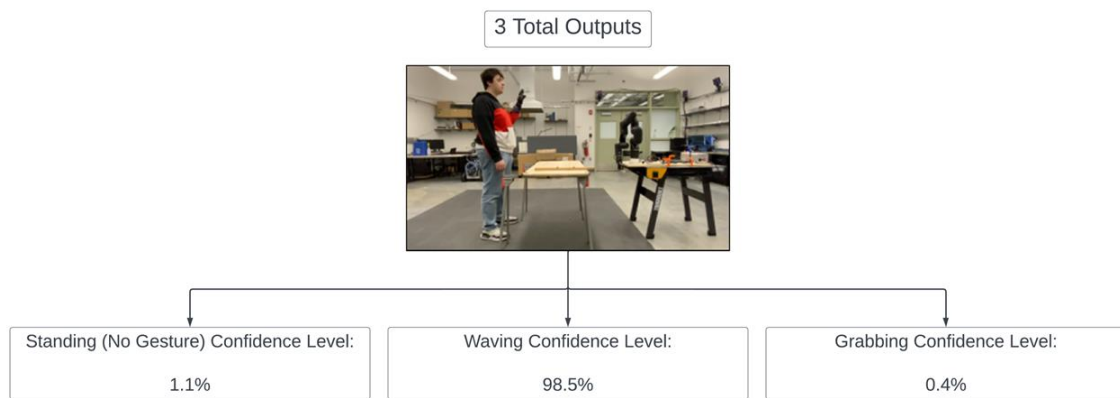 3 Total Outputs
Standing (No Gesture) Confidence Level:
1.1%
Waving Confidence Level:
98.5%
Grabbing Confidence Level:
0.4%